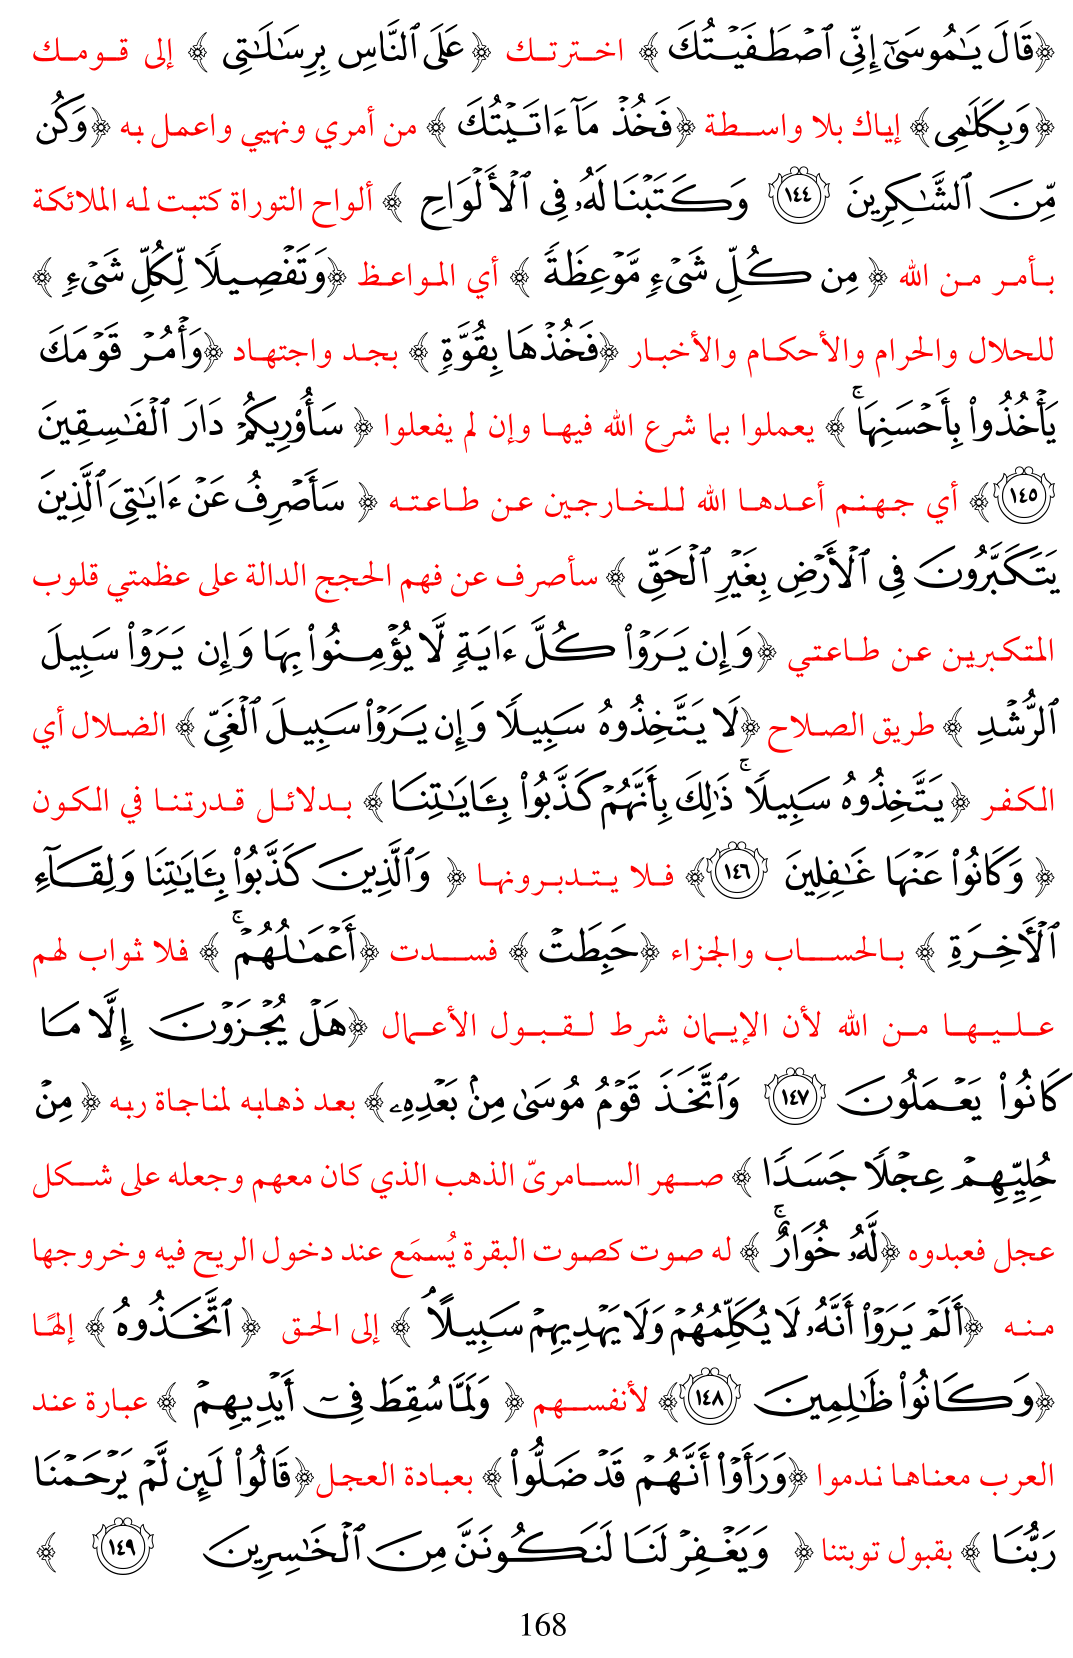 ﴿قَالَ يَـٰمُوسَىٰٓ إِنِّى ٱصْطَفَيْتُكَ﴾ اخترتك ﴿عَلَى ٱلنَّاسِ بِرِسَـٰلَـٰتِى﴾ إلى قومك
﴿وَبِكَلَـٰمِى﴾ إياك بلا واسطة ﴿فَخُذْ مَآ ءَاتَيْتُكَ﴾ من أمري ونهيي واعمل به ﴿وَكُن
مِّنَ ٱلشَّـٰكِرِينَ ١٤٤ وَكَتَبْنَا لَهُۥ فِى ٱلْأَلْوَاحِ﴾ ألواح التوراة كتبت له الملائكة
بأمر من الله ﴿مِن كُلِّ شَىْءٍ مَّوْعِظَةً﴾ أي المواعظ ﴿وَتَفْصِيلًا لِّكُلِّ شَىْءٍ﴾
للحلال والحرام والأحكام والأخبار ﴿فَخُذْهَا بِقُوَّةٍ﴾ بجد واجتهاد ﴿وَأْمُرْ قَوْمَكَ
يَأْخُذُوا۟ بِأَحْسَنِهَا ۚ﴾ يعملوا بما شرع الله فيها وإن لم يفعلوا ﴿سَأُو۟رِيكُمْ دَارَ ٱلْفَـٰسِقِينَ
١٤٥﴾ أي جهنم أعدها الله للخارجين عن طاعته ﴿سَأَصْرِفُ عَنْ ءَايَـٰتِىَ ٱلَّذِينَ
يَتَكَبَّرُونَ فِى ٱلْأَرْضِ بِغَيْرِ ٱلْحَقِّ﴾ سأصرف عن فهم الحجج الدالة على عظمتي قلوب
المتكبرين عن طاعتي ﴿وَإِن يَرَوْا۟ كُلَّ ءَايَةٍ لَّا يُؤْمِنُوا۟ بِهَا وَإِن يَرَوْا۟ سَبِيلَ
ٱلرُّشْدِ﴾ طريق الصلاح ﴿لَا يَتَّخِذُوهُ سَبِيلًا وَإِن يَرَوْا۟ سَبِيلَ ٱلْغَىِّ﴾ الضلال أي
الكفر ﴿يَتَّخِذُوهُ سَبِيلًا ۚ ذَٰلِكَ بِأَنَّهُمْ كَذَّبُوا۟ بِـَٔايَـٰتِنَا﴾ بدلائل قدرتنا في الكون
﴿وَكَانُوا۟ عَنْهَا غَـٰفِلِينَ ١٤٦﴾ فلا يتدبرونها ﴿وَٱلَّذِينَ كَذَّبُوا۟ بِـَٔايَـٰتِنَا وَلِقَآءِ
ٱلْـَٔاخِرَةِ﴾ بالحساب والجزاء ﴿حَبِطَتْ﴾ فسدت ﴿أَعْمَـٰلُهُمْ ۚ﴾ فلا ثواب لهم
عليها من الله لأن الإيمان شرط لقبول الأعمال ﴿هَلْ يُجْزَوْنَ إِلَّا مَا
كَانُوا۟ يَعْمَلُونَ ١٤٧ وَٱتَّخَذَ قَوْمُ مُوسَىٰ مِنۢ بَعْدِهِۦ﴾ بعد ذهابه لمناجاة ربه ﴿مِنْ
حُلِيِّهِمْ عِجْلًا جَسَدًا﴾ صهر السامريّ الذهب الذي كان معهم وجعله على شكل
عجل فعبدوه ﴿لَّهُۥ خُوَارٌ ۚ﴾ له صوت كصوت البقرة يُسمَع عند دخول الريح فيه وخروجها
منه ﴿أَلَمْ يَرَوْا۟ أَنَّهُۥ لَا يُكَلِّمُهُمْ وَلَا يَهْدِيهِمْ سَبِيلًا ۘ﴾ إلى الحق ﴿ٱتَّخَذُوهُ﴾ إلهًا
﴿وَكَانُوا۟ ظَـٰلِمِينَ ١٤٨﴾ لأنفسهم ﴿وَلَمَّا سُقِطَ فِىٓ أَيْدِيهِمْ﴾ عبارة عند
العرب معناها ندموا ﴿وَرَأَوْا۟ أَنَّهُمْ قَدْ ضَلُّوا۟﴾ بعبادة العجل ﴿قَالُوا۟ لَئِن لَّمْ يَرْحَمْنَا
رَبُّنَا﴾ بقبول توبتنا ﴿وَيَغْفِرْ لَنَا لَنَكُونَنَّ مِنَ ٱلْخَـٰسِرِينَ ١٤٩﴾
168